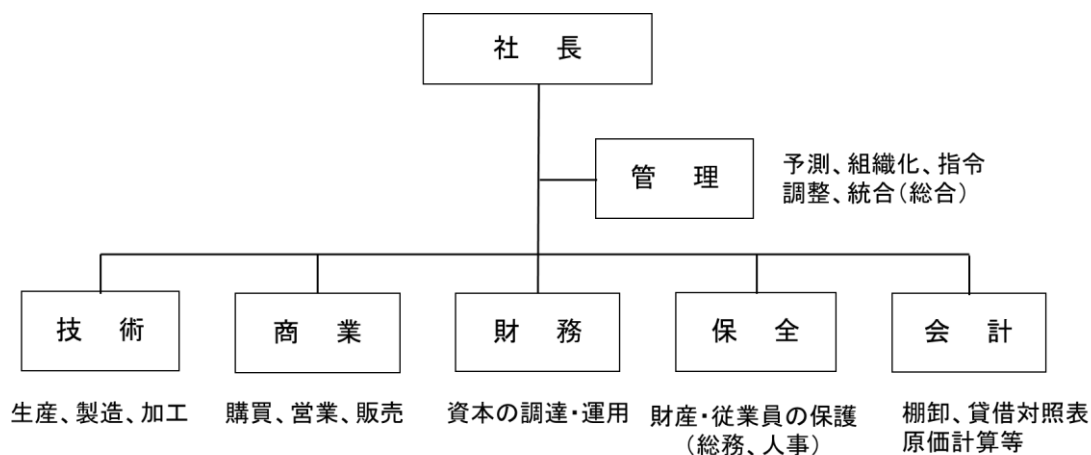 社　長
管　理
予測、組織化、指令
調整、統合(総合)
技　術
商　業
財　務
保　全
会　計
生産、製造、加工
購買、営業、販売
資本の調達・運用
財産・従業員の保護
(総務、人事)
棚卸、貸借対照表
原価計算等